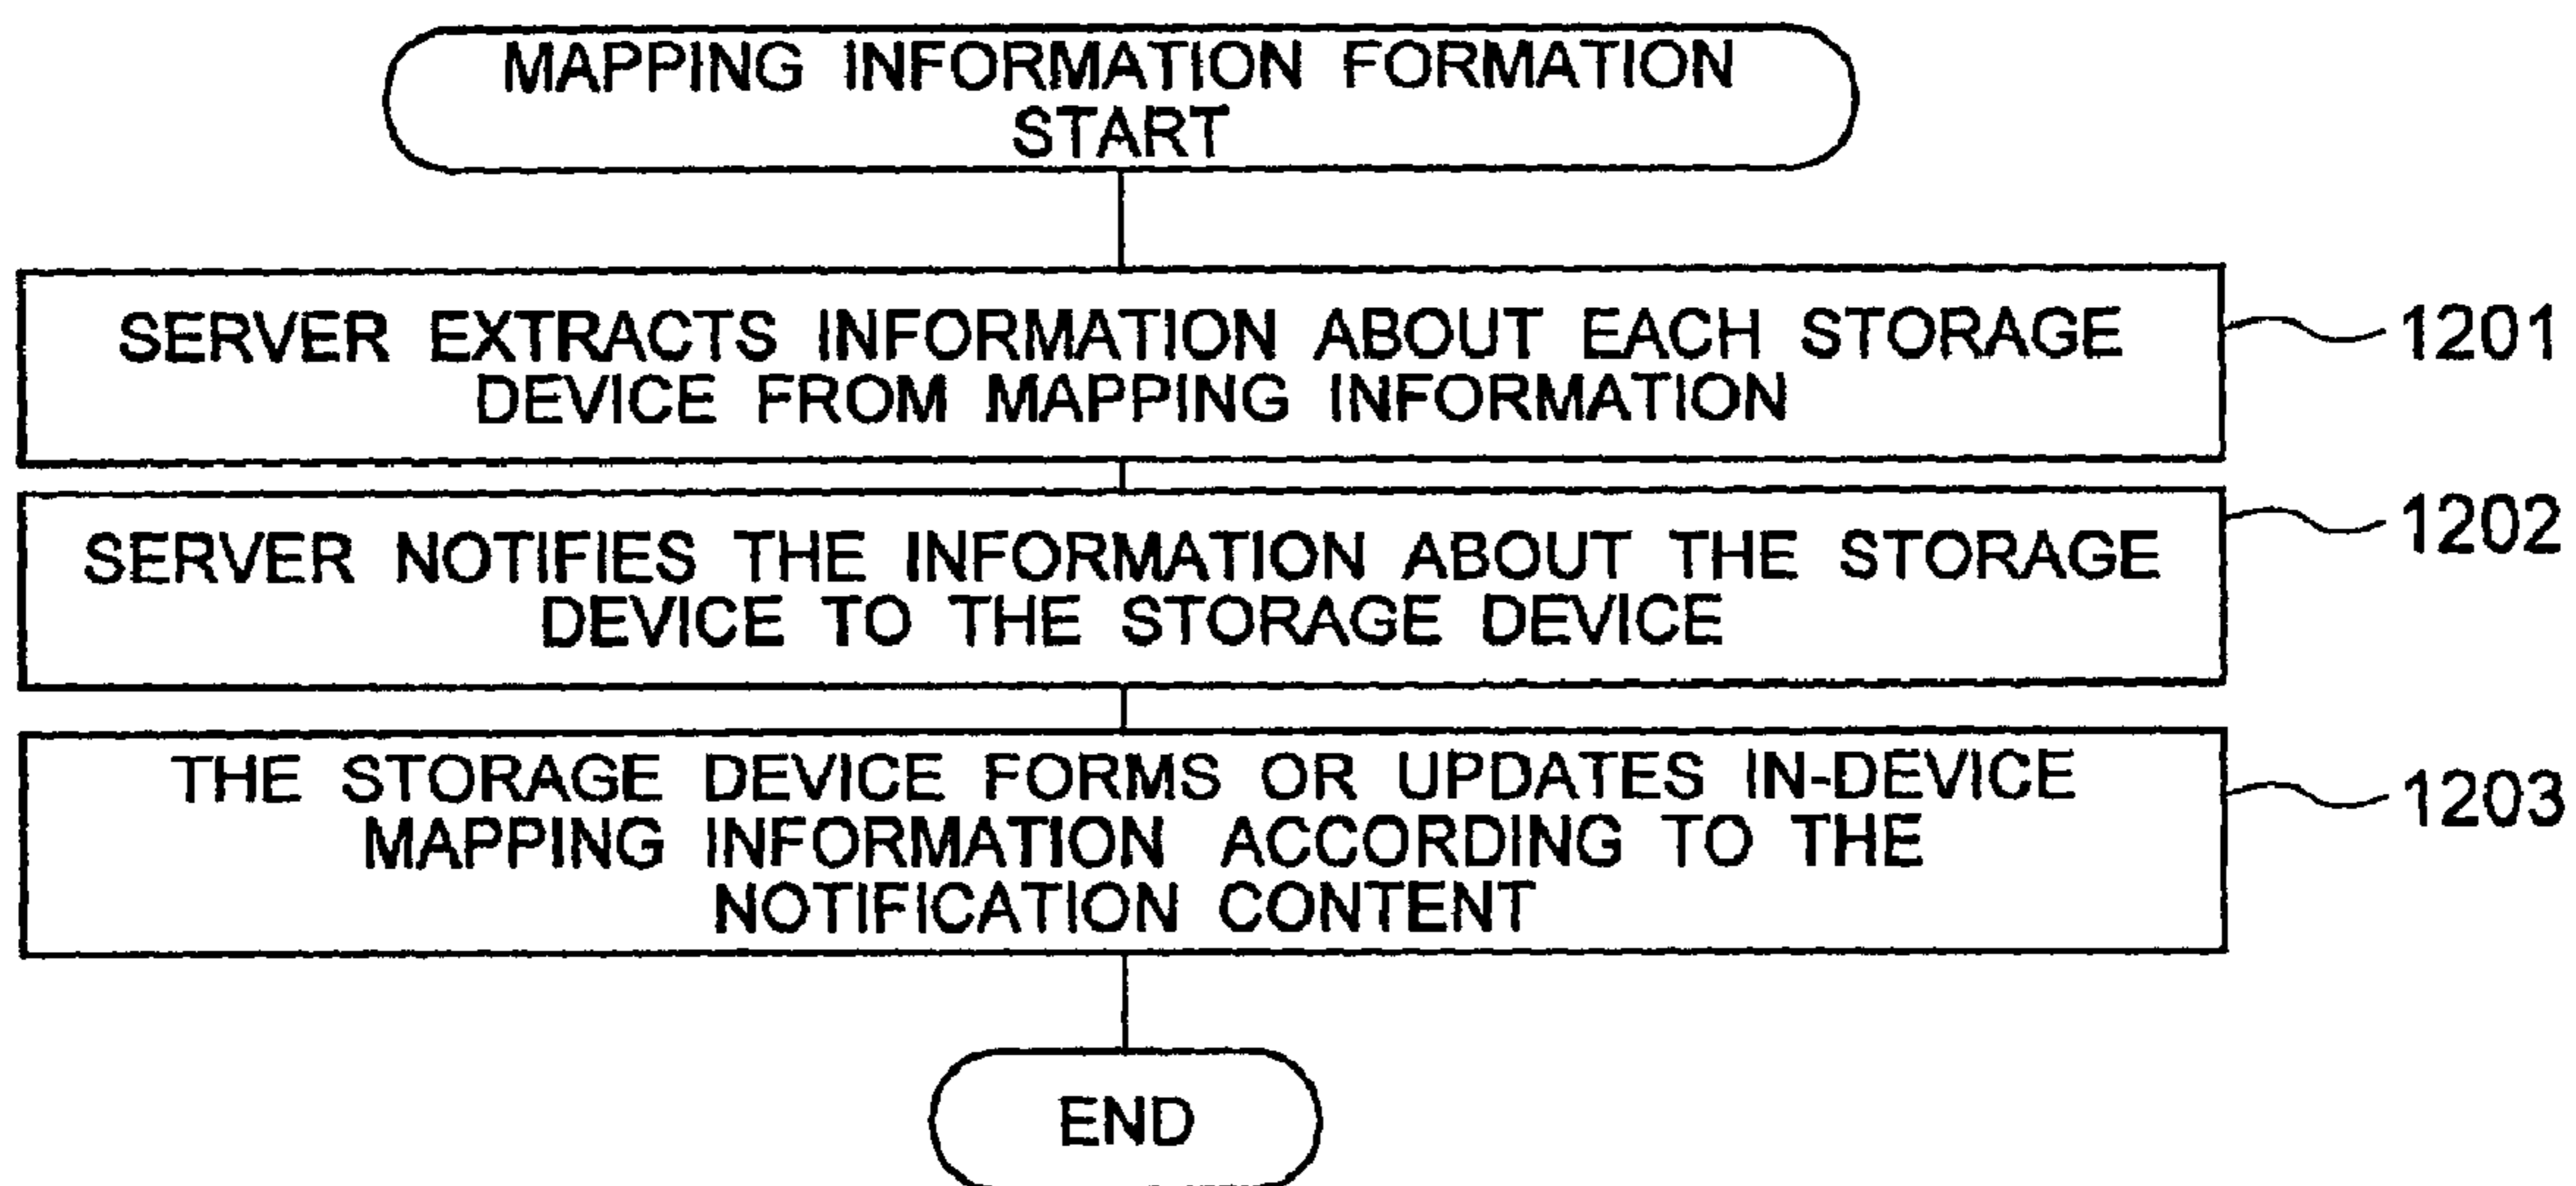 MAPPING INFORMATION FORMATION
START
SERVER EXTRACTS INFORMATION ABOUT EACH STORAGE
DEVICE FROM MAPPING INFORMATION
1201
SERVER NOTIFIES THE INFORMATION ABOUT THE STORAGE
DEVICE TO THE STORAGE DEVICE
1202
THE STORAGE DEVICE FORMS OR UPDATES IN-DEVICE
MAPPING INFORMATION ACCORDING TO THE
NOTIFICATION CONTENT
1203
END